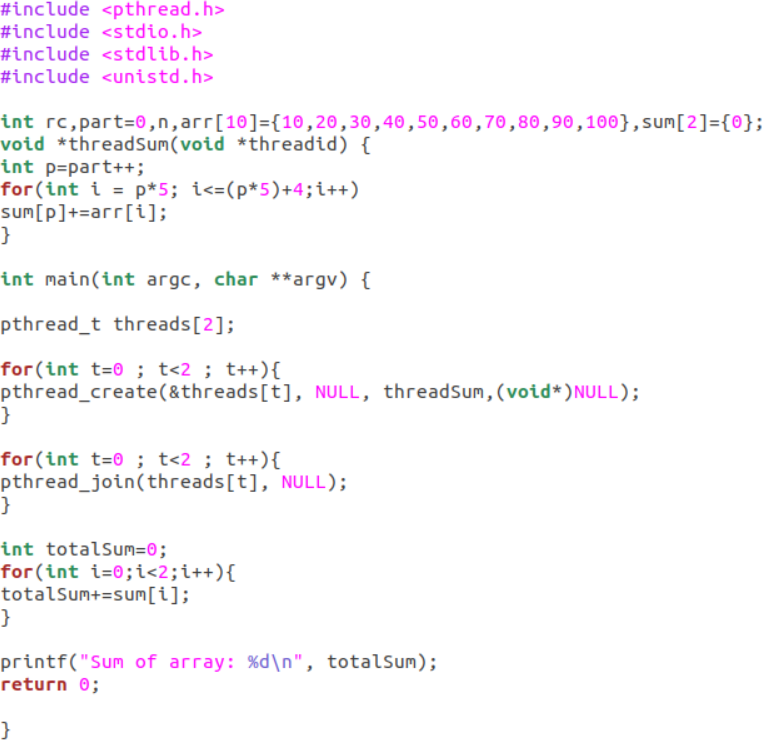 #include <pthread.h>
#include <stdio.h>
#include <stdlib.h>
#include <unistd.h>
int rc,part=0,n,arr[10]={10,20,30,40,50,60,70,80,90,100},sum[2]={0};
void *threadSum(void *threadid) {
int p=part++;
for(int i = p*5; i<=(p*5)+4;i++)
sum[p]+=arr[i];
}
int main(int argc, char **argv) {
pthread_t threads[2];
for(int t=0 ; t<2 ; t++){
pthread_create(&threads[t], NULL, threadSum,(void*)NULL);
}
for(int t=0 ; t<2 ; t++){
pthread_join(threads[t], NULL);
}
int totalSum=0;
for(int i=0;i<2;i++){
totalSum+=sum[i];
}
printf("Sum of array: %d\n", totalSum);
return 0;
}